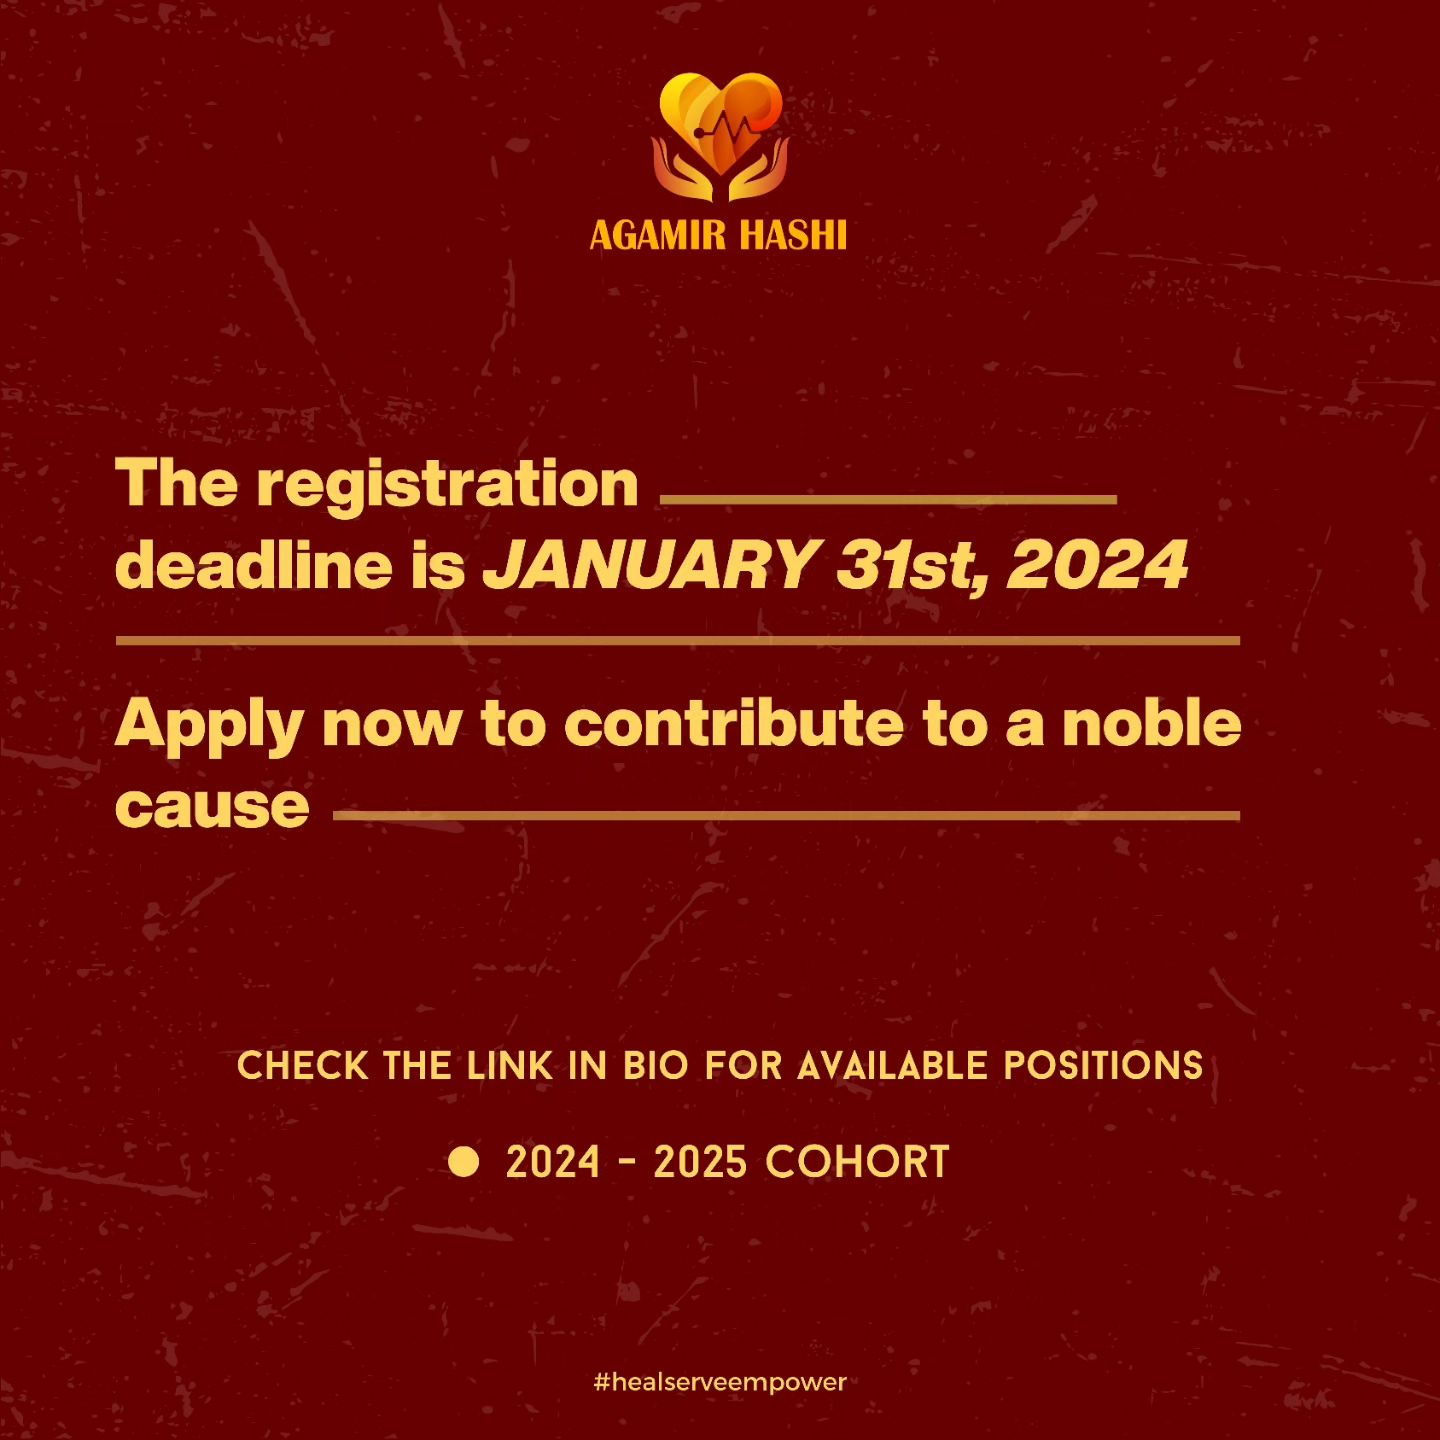 AGAMIR HASHI
The registration
deadline is JANUARY 31st, 2024
Apply now to contribute to a noble
cause
CHECK THE LINK IN BIO FOR AVAILABLE POSITIONS
2024 - 2025 COHORT
#healserveempower